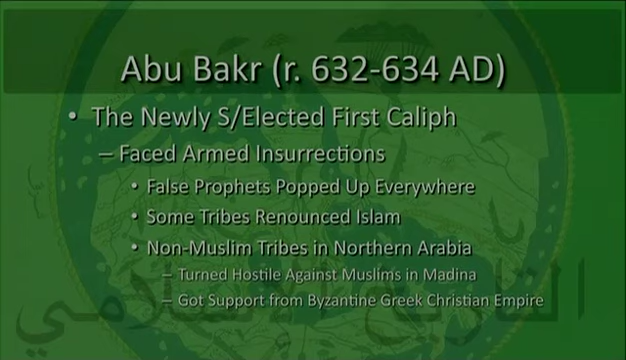 Abu Bakr (r. 632-634 AD)
• The Newly S/Elected First Caliph
– Faced Armed Insurrections
• False Prophets Popped Up Everywhere
• Some Tribes Renounced Islam
• Non-Muslim Tribes in Northern Arabia
– Turned Hostile Against Muslims in Madina
– Got Support from Byzantine Greek Christian Empire
التاريخ الإسلامي